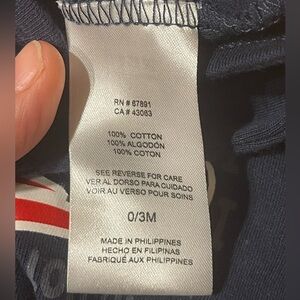 RN # 67891
CA # 43083
100% COTTON
100% ALGODÓN
100% COTON
SEE REVERSE FOR CARE
VER AL DORSO PARA CUIDADO
VOIR AU VERSO POUR SOINS
0/3M
MADE IN PHILIPPINES
HECHO EN FILIPINAS
FABRIQUÉ AUX PHILIPPINES